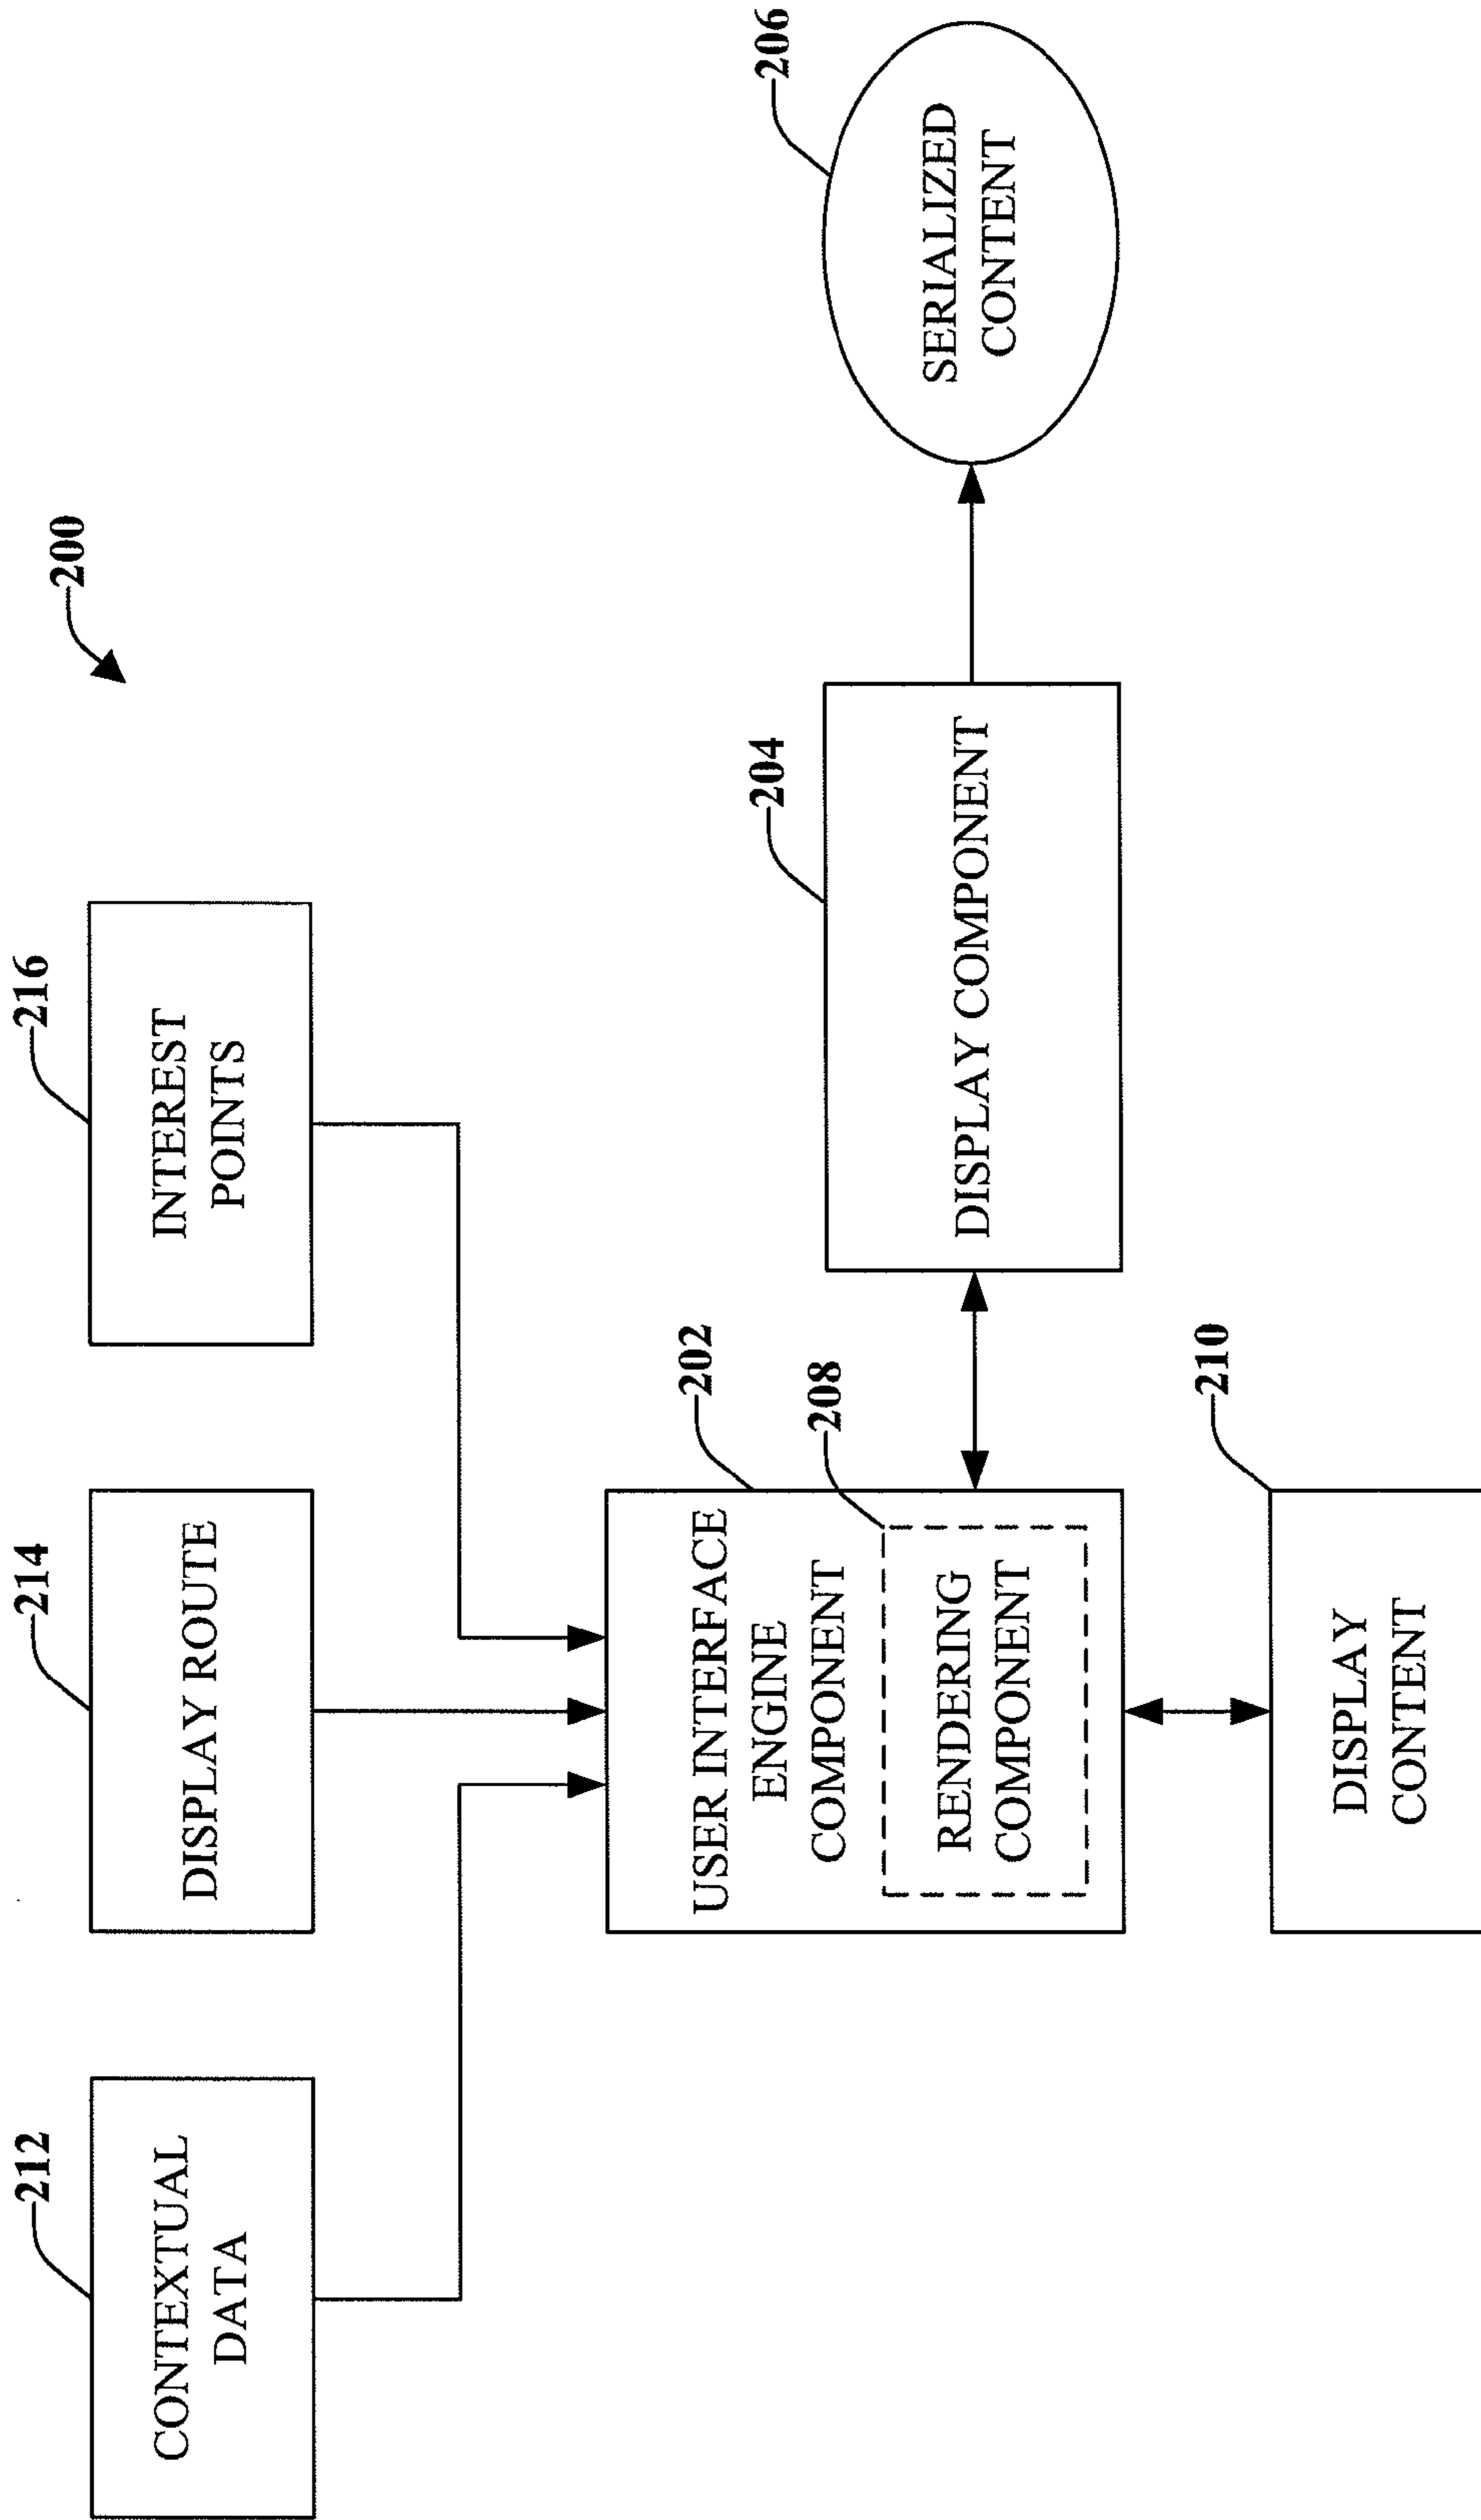 200
212
CONTEXTUAL
DATA
214
DISPLAY ROUTE
216
INTEREST
POINTS
202
USER INTERFACE
ENGINE
COMPONENT
208
RENDERING
COMPONENT
204
DISPLAY COMPONENT
206
SERIALIZED
CONTENT
210
DISPLAY
CONTENT